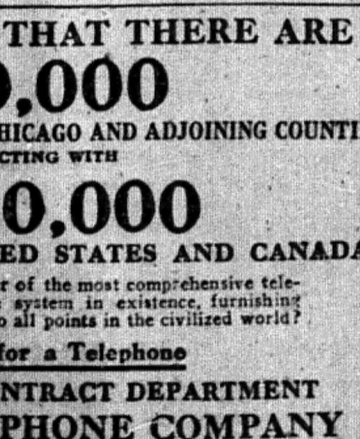 THAT THERE ARE
0,000
HICAGO AND ADJOINING COUNTI
CTING WITH
0,000
ED STATES AND CANADA
r of the most comprehensive tele-
system in existence, furnishing
o all points in the civilized world?
for a Telephone
NTRACT DEPARTMENT
PHONE COMPANY